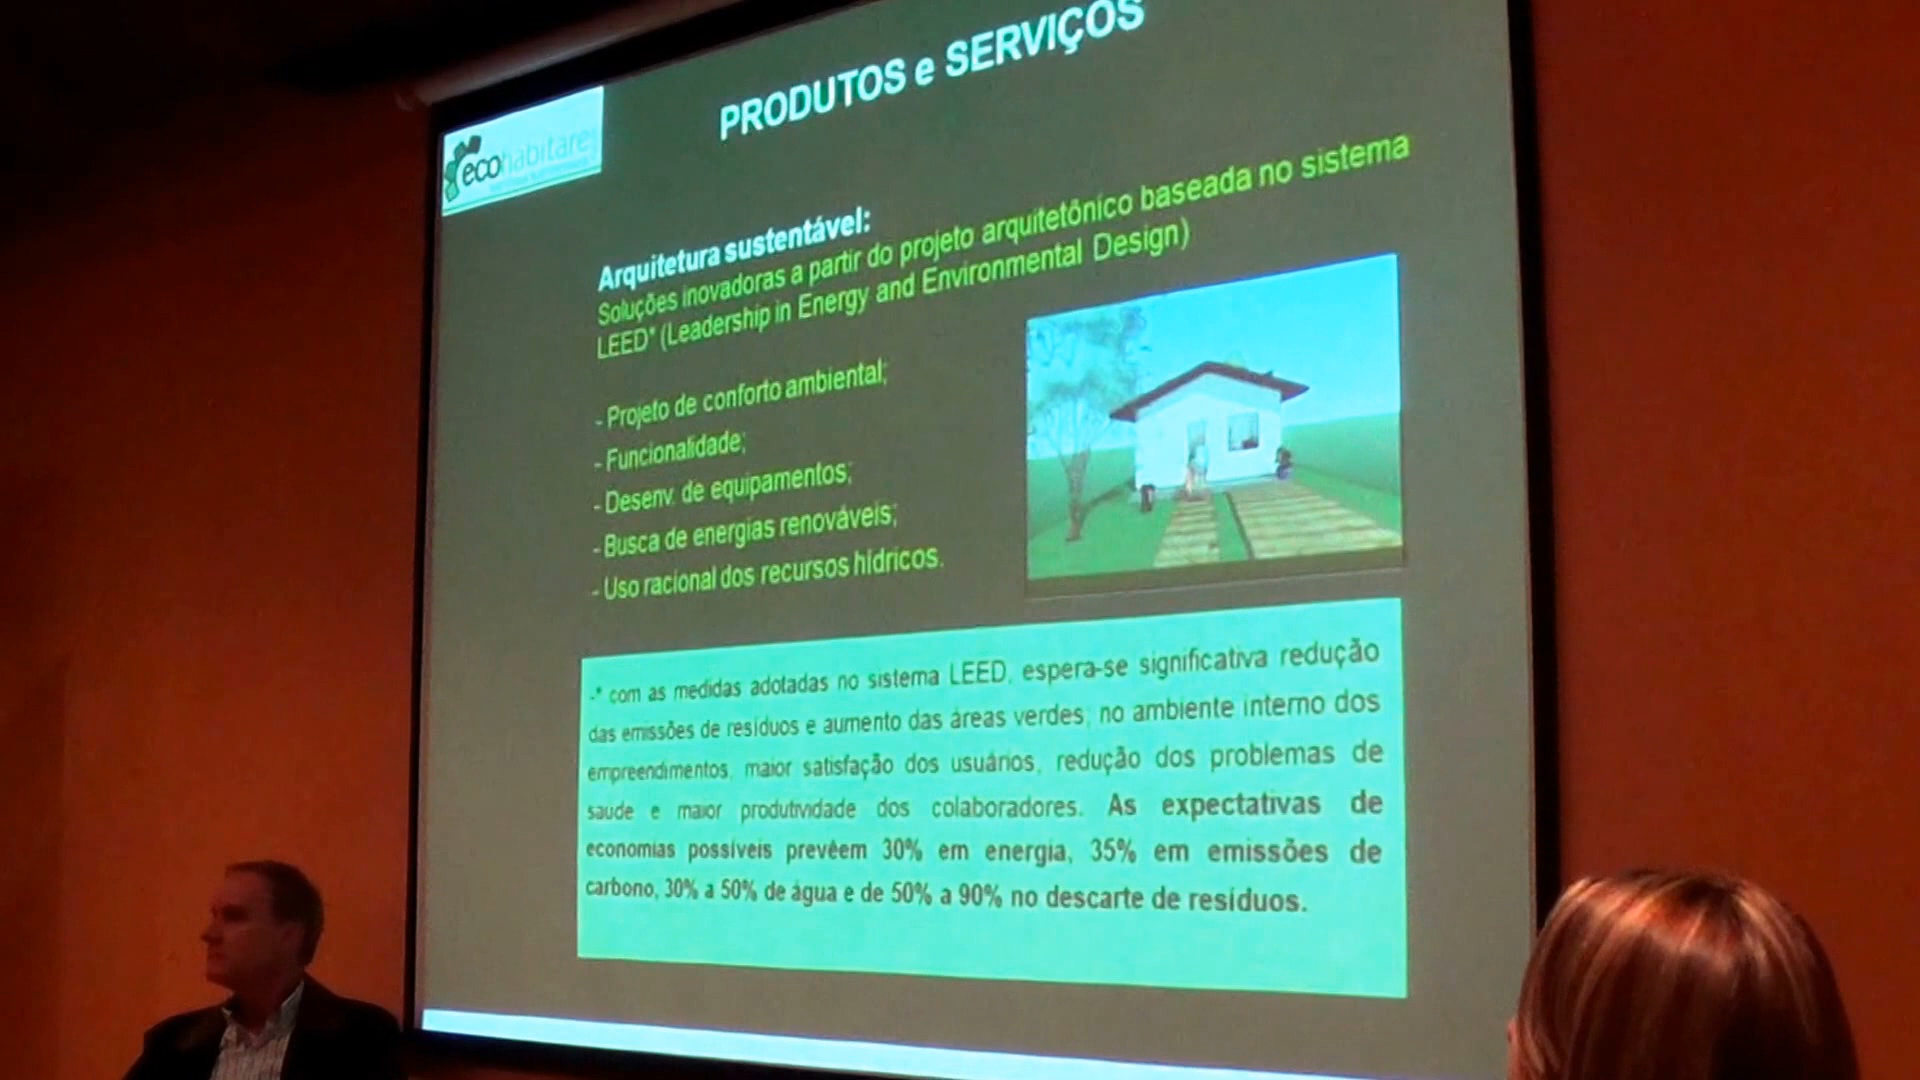 PRODUTOS e SERVIÇOS
ecohabitare
Arquitetura sustentável:
Soluções inovadoras a partir do projeto arquitetônico baseada no sistema
LEED* (Leadership in Energy and Environmental Design)
- Projeto de conforto ambiental;
- Funcionalidade;
- Desenv. de equipamentos;
- Busca de energias renováveis;
- Uso racional dos recursos hídricos.
-* com as medidas adotadas no sistema LEED, espera-se significativa redução
das emissões de resíduos e aumento das áreas verdes; no ambiente interno dos
empreendimentos, maior satisfação dos usuários, redução dos problemas de
saúde e maior produtividade dos colaboradores. As expectativas de
economias possíveis prevêem 30% em energia, 35% em emissões de
carbono, 30% a 50% de água e de 50% a 90% no descarte de resíduos.